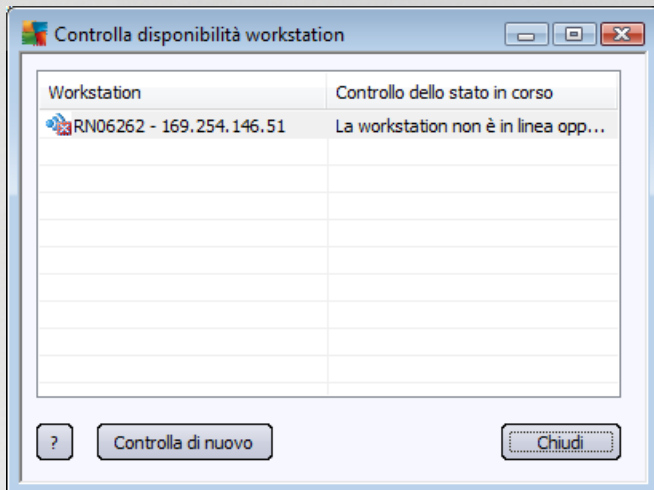 Controlla disponibilità workstation
Workstation Controllo dello stato in corso
RN06262 - 169.254.146.51 La workstation non è in linea opp...
? Controlla di nuovo Chiudi